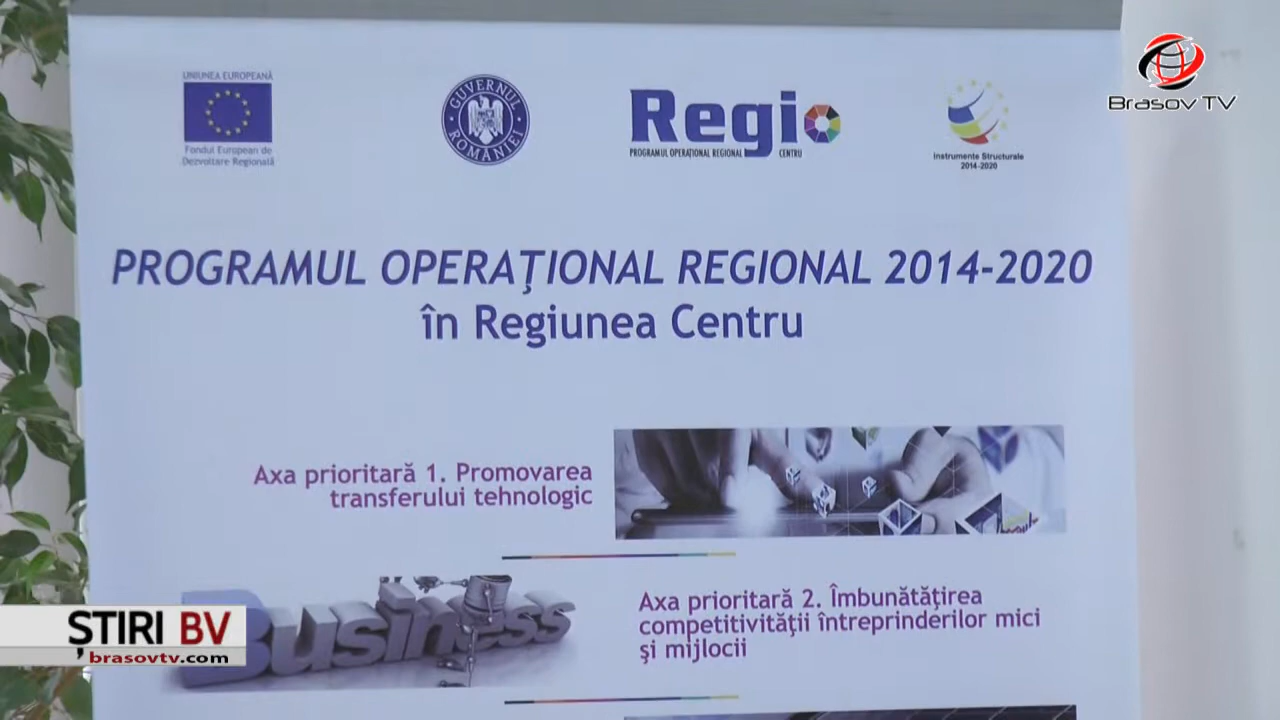 UNIUNEA EUROPEANĂ
Fondul European de
Dezvoltare Regională
GUVERNUL ROMÂNIEI
Regio
PROGRAMUL OPERAȚIONAL REGIONAL CENTRU
Instrumente Structurale
2014-2020
Brasov TV
PROGRAMUL OPERAŢIONAL REGIONAL 2014-2020
în Regiunea Centru
Axa prioritară 1. Promovarea
transferului tehnologic
Business
Axa prioritară 2. Îmbunătăţirea
competitivităţii întreprinderilor mici
şi mijlocii
ȘTIRI BV
brasovtv.com